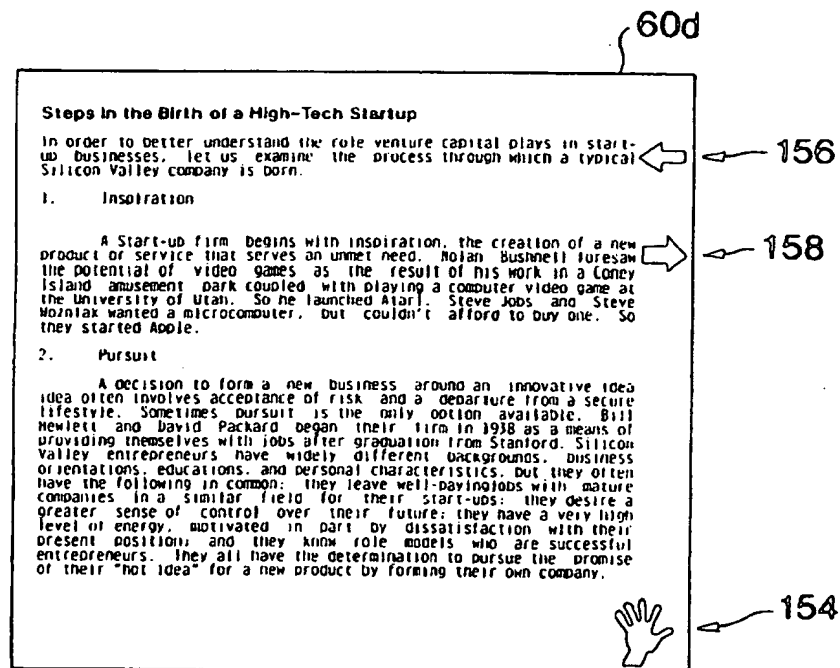 60d
Steps in the Birth of a High-Tech Startup
In order to better understand the role venture capital plays in start-
up businesses, let us examine the process through which a typical
Silicon Valley company is born.
156
1. Inspiration
A Start-up firm begins with inspiration, the creation of a new
product or service that serves an unmet need. Nolan Bushnell foresaw
the potential of video games as the result of his work in a Coney
Island amusement park coupled with playing a computer video game at
the University of Utah. So he launched Atari. Steve Jobs and Steve
Wozniak wanted a microcomputer, but couldn't afford to buy one. So
they started Apple.
158
2. Pursuit
A decision to form a new business around an innovative idea
idea often involves acceptance of risk and a departure from a secure
lifestyle. Sometimes pursuit is the only option available. Bill
Hewlett and David Packard began their firm in 1938 as a means of
providing themselves with jobs after graduation from Stanford. Silicon
Valley entrepreneurs have widely different backgrounds, business
orientations, educations, and personal characteristics, but they often
have the following in common: they leave well-payingjobs with mature
companies in a similar field for their start-ups; they desire a
greater sense of control over their future; they have a very high
level of energy, motivated in part by dissatisfaction with their
present position; and they know role models who are successful
entrepreneurs. They all have the determination to pursue the promise
of their "hot idea" for a new product by forming their own company.
154